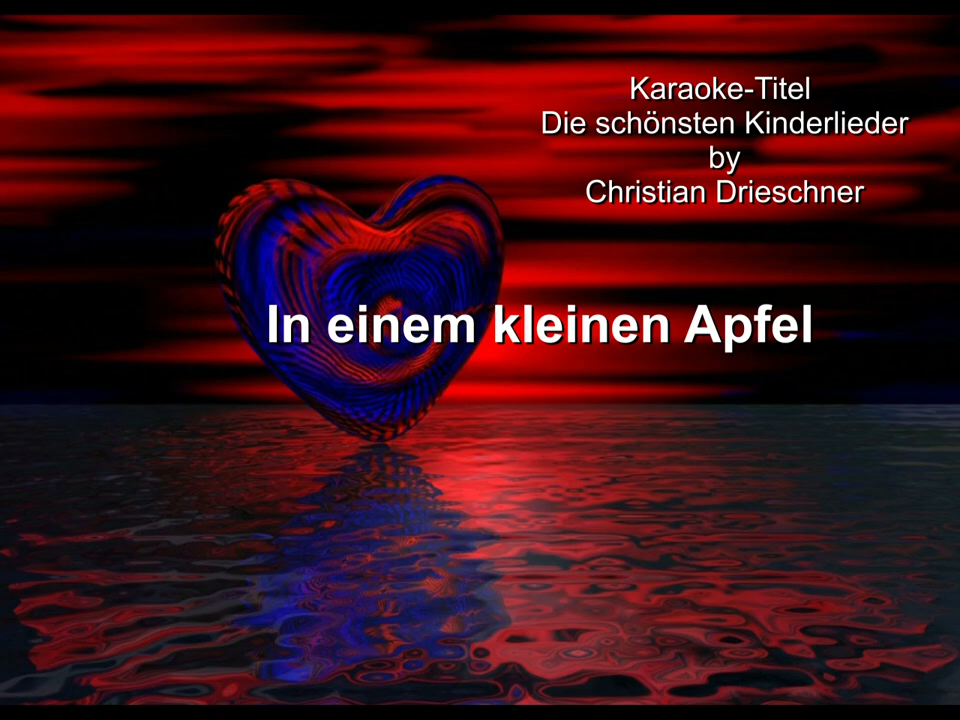 Karaoke-Titel
Die schönsten Kinderlieder
by
Christian Drieschner
In einem kleinen Apfel